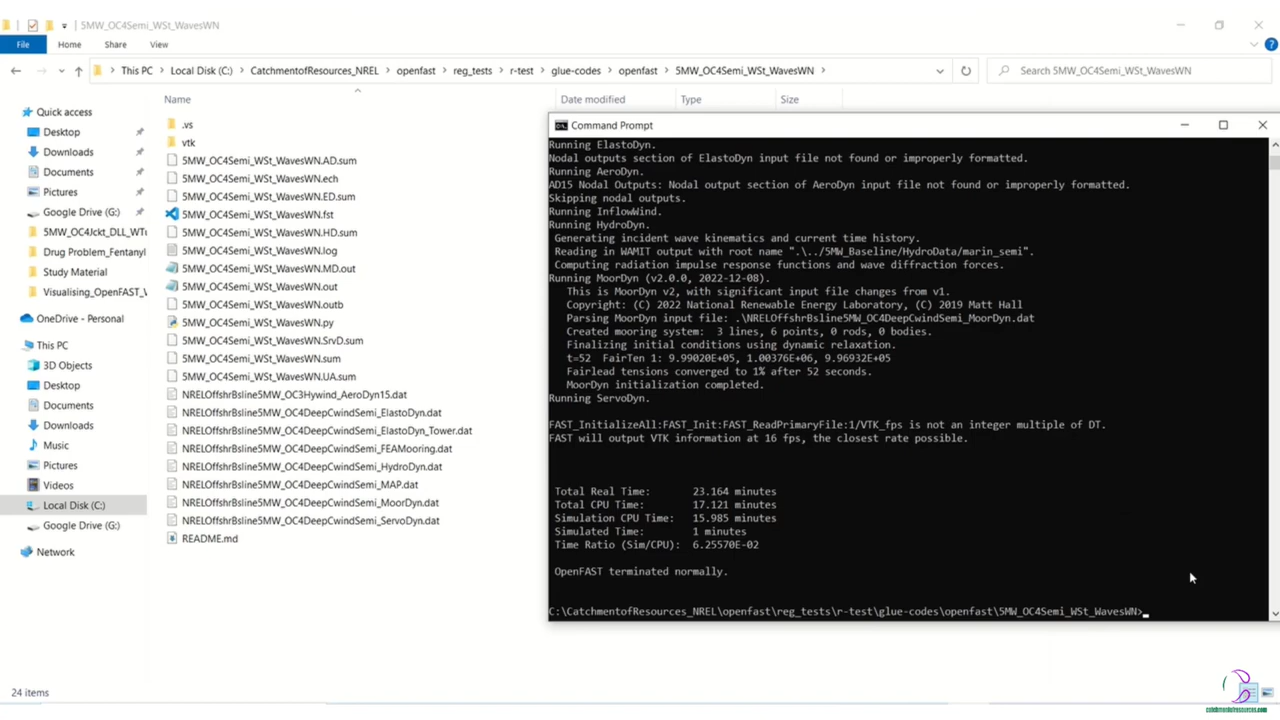 5MW_OC4Semi_WSt_WavesWN
File Home Share View
This PC Local Disk (C:) CatchmentofResources_NREL openfast reg_tests r-test glue-codes openfast 5MW_OC4Semi_WSt_WavesWN
Search 5MW_OC4Semi_WSt_WavesWN
Quick access
Desktop
Downloads
Documents
Pictures
Google Drive (G:)
5MW_OC4Jckt_DLL_WTu
Drug Problem_Fentanyl
Study Material
Visualising_OpenFAST_V
OneDrive - Personal
This PC
3D Objects
Desktop
Documents
Downloads
Music
Pictures
Videos
Local Disk (C:)
Google Drive (G:)
Network
Name Date modified Type Size
.vs
vtk
5MW_OC4Semi_WSt_WavesWN.AD.sum
5MW_OC4Semi_WSt_WavesWN.ech
5MW_OC4Semi_WSt_WavesWN.ED.sum
5MW_OC4Semi_WSt_WavesWN.fst
5MW_OC4Semi_WSt_WavesWN.HD.sum
5MW_OC4Semi_WSt_WavesWN.log
5MW_OC4Semi_WSt_WavesWN.MD.out
5MW_OC4Semi_WSt_WavesWN.out
5MW_OC4Semi_WSt_WavesWN.outb
5MW_OC4Semi_WSt_WavesWN.py
5MW_OC4Semi_WSt_WavesWN.SrvD.sum
5MW_OC4Semi_WSt_WavesWN.sum
5MW_OC4Semi_WSt_WavesWN.UA.sum
NRELOffshrBsline5MW_OC3Hywind_AeroDyn15.dat
NRELOffshrBsline5MW_OC4DeepCwindSemi_ElastoDyn.dat
NRELOffshrBsline5MW_OC4DeepCwindSemi_ElastoDyn_Tower.dat
NRELOffshrBsline5MW_OC4DeepCwindSemi_FEAMooring.dat
NRELOffshrBsline5MW_OC4DeepCwindSemi_HydroDyn.dat
NRELOffshrBsline5MW_OC4DeepCwindSemi_MAP.dat
NRELOffshrBsline5MW_OC4DeepCwindSemi_MoorDyn.dat
NRELOffshrBsline5MW_OC4DeepCwindSemi_ServoDyn.dat
README.md
Command Prompt
Running ElastoDyn.
Nodal outputs section of ElastoDyn input file not found or improperly formatted.
Running AeroDyn.
AD15 Nodal Outputs: Nodal output section of AeroDyn input file not found or improperly formatted.
Skipping nodal outputs.
Running InflowWind.
Running HydroDyn.
Generating incident wave kinematics and current time history.
Reading in WAMIT output with root name ".\../5MW_Baseline/HydroData/marin_semi".
Computing radiation impulse response functions and wave diffraction forces.
Running MoorDyn (v2.0.0, 2022-12-08).
This is MoorDyn v2, with significant input file changes from v1.
Copyright: (C) 2022 National Renewable Energy Laboratory, (C) 2019 Matt Hall
Parsing MoorDyn input file: .\NRELOffshrBsline5MW_OC4DeepCwindSemi_MoorDyn.dat
Created mooring system: 3 lines, 6 points, 0 rods, 0 bodies.
Finalizing initial conditions using dynamic relaxation.
t=52 FairTen 1: 9.99020E+05, 1.00376E+06, 9.96932E+05
Fairlead tensions converged to 1% after 52 seconds.
MoorDyn initialization completed.
Running ServoDyn.
FAST_InitializeAll:FAST_Init:FAST_ReadPrimaryFile:1/VTK_fps is not an integer multiple of DT.
FAST will output VTK information at 16 fps, the closest rate possible.
Total Real Time: 23.164 minutes
Total CPU Time: 17.121 minutes
Simulation CPU Time: 15.985 minutes
Simulated Time: 1 minutes
Time Ratio (Sim/CPU): 6.25570E-02
OpenFAST terminated normally.
C:\CatchmentofResources_NREL\openfast\reg_tests\r-test\glue-codes\openfast\5MW_OC4Semi_WSt_WavesWN>
24 items
catchmentofresources.com